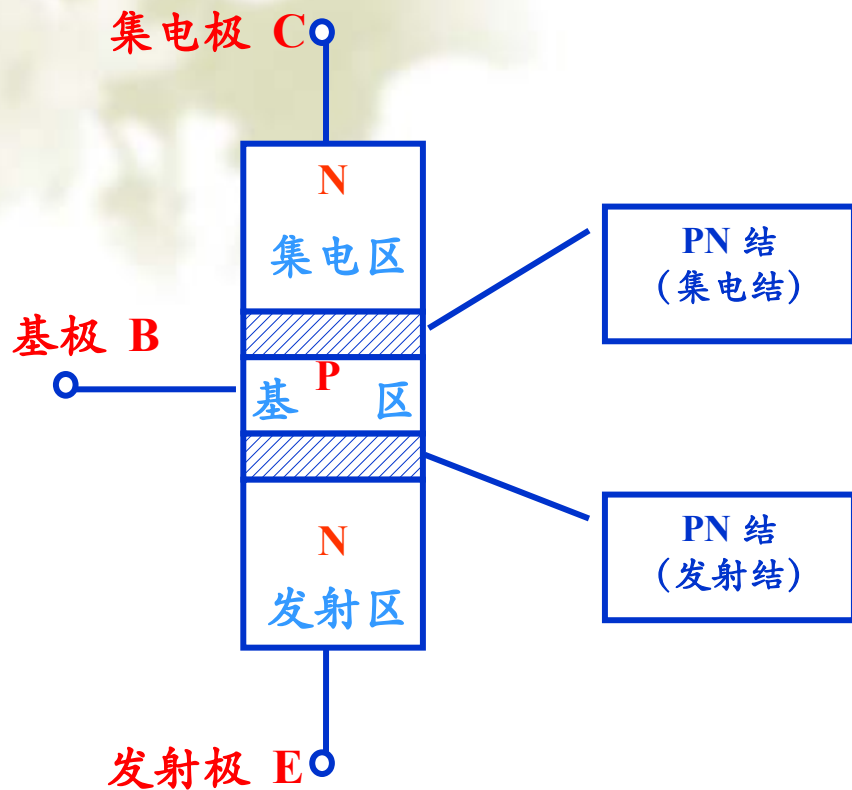 集电极 C
N
集电区
PN 结
（集电结）
基极 B
P
基 区
PN 结
（发射结）
N
发射区
发射极 E